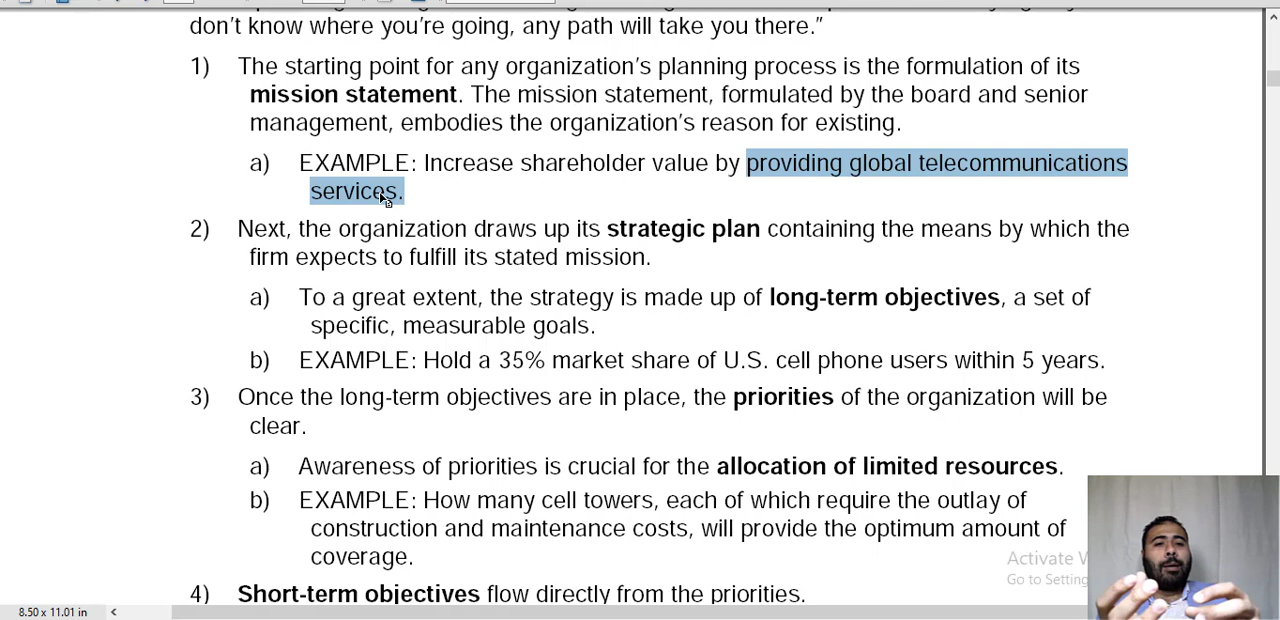 don’t know where you’re going, any path will take you there.”
1) The starting point for any organization’s planning process is the formulation of its
mission statement. The mission statement, formulated by the board and senior
management, embodies the organization’s reason for existing.
a) EXAMPLE: Increase shareholder value by providing global telecommunications
services.
2) Next, the organization draws up its strategic plan containing the means by which the
firm expects to fulfill its stated mission.
a) To a great extent, the strategy is made up of long-term objectives, a set of
specific, measurable goals.
b) EXAMPLE: Hold a 35% market share of U.S. cell phone users within 5 years.
3) Once the long-term objectives are in place, the priorities of the organization will be
clear.
a) Awareness of priorities is crucial for the allocation of limited resources.
b) EXAMPLE: How many cell towers, each of which require the outlay of
construction and maintenance costs, will provide the optimum amount of
coverage.
Activate
Go to Setting
4) Short-term objectives flow directly from the priorities.
8.50 x 11.01 in